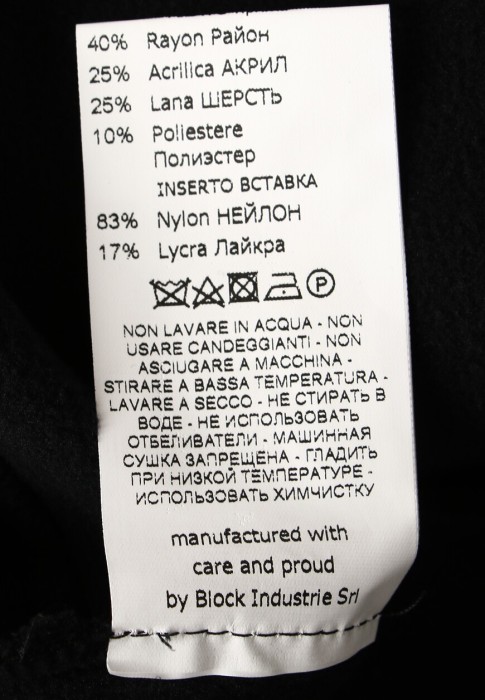 40% Rayon Район
25% Acrilica АКРИЛ
25% Lana ШЕРСТЬ
10% Poliestere
Полиэстер
INSERTO ВСТАВКА
83% Nylon НЕЙЛОН
17% Lycra Лайкра
P
NON LAVARE IN ACQUA - NON
USARE CANDEGGIANTI - NON
ASCIUGARE A MACCHINA -
STIRARE A BASSA TEMPERATURA -
LAVARE A SECCO - НЕ СТИРАТЬ В
ВОДЕ - НЕ ИСПОЛЬЗОВАТЬ
ОТБЕЛИВАТЕЛИ - МАШИННАЯ
СУШКА ЗАПРЕЩЕНА - ГЛАДИТЬ
ПРИ НИЗКОЙ ТЕМПЕРАТУРЕ -
ИСПОЛЬЗОВАТЬ ХИМЧИСТКУ
manufactured with
care and proud
by Block Industrie Srl